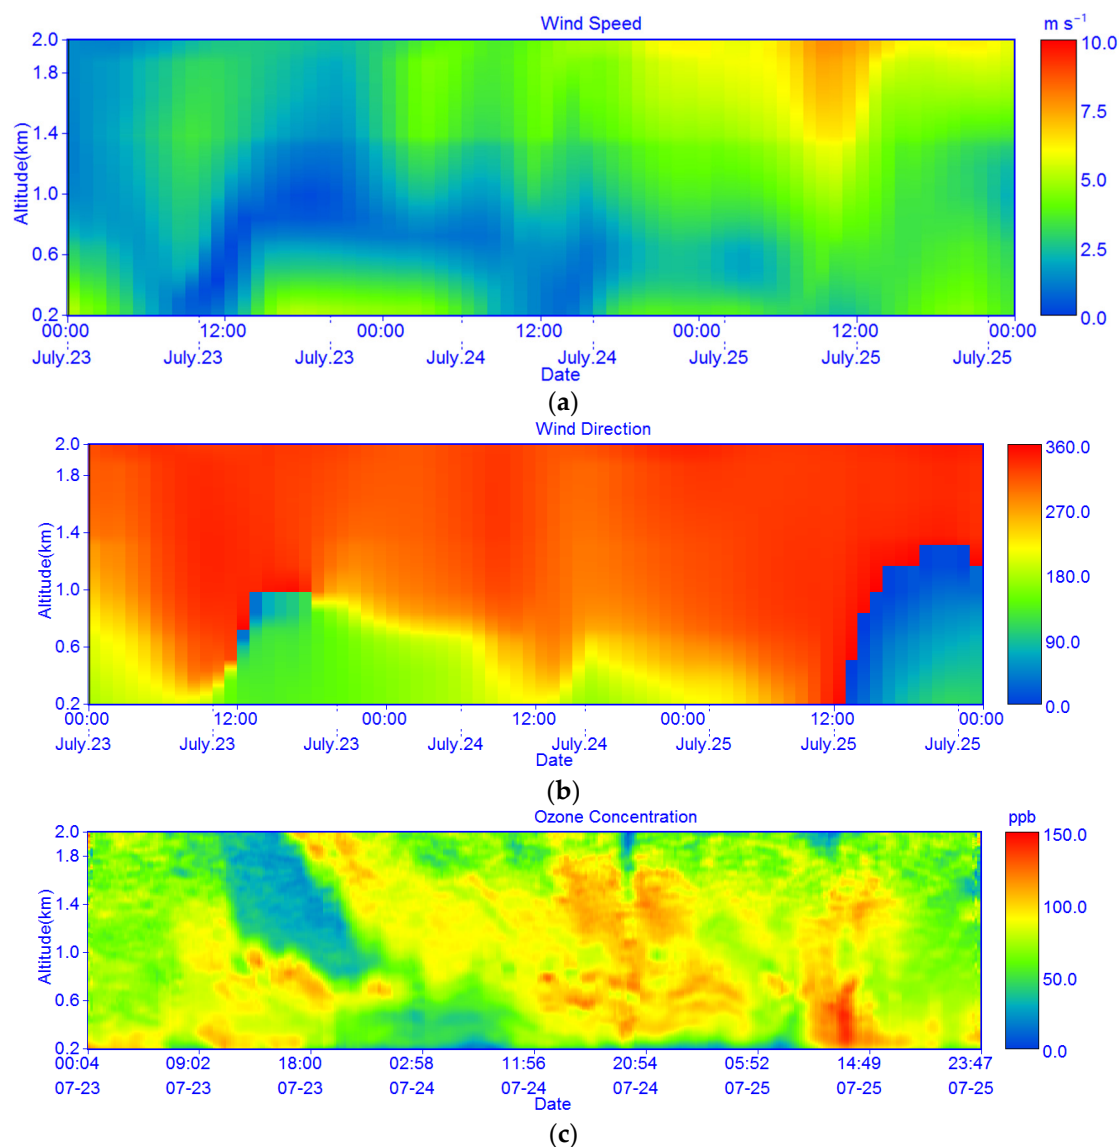 Wind Speed
m s⁻¹
Altitude(km)
2.0
1.8
1.4
1.0
0.6
0.2
10.0
7.5
5.0
2.5
0.0
00:00 12:00 00:00 12:00 00:00 12:00 00:00
July.23 July.23 July.23 July.24 July.24 July.25 July.25 July.25
Date
(a)
Wind Direction
Altitude(km)
2.0
1.8
1.4
1.0
0.6
0.2
360.0
270.0
180.0
90.0
0.0
00:00 12:00 00:00 12:00 00:00 12:00 00:00
July.23 July.23 July.23 July.24 July.24 July.25 July.25 July.25
Date
(b)
Ozone Concentration
ppb
Altitude(km)
2.0
1.8
1.4
1.0
0.6
0.2
150.0
100.0
50.0
0.0
00:04 09:02 18:00 02:58 11:56 20:54 05:52 14:49 23:47
07-23 07-23 07-23 07-24 07-24 07-24 07-25 07-25 07-25
Date
(c)